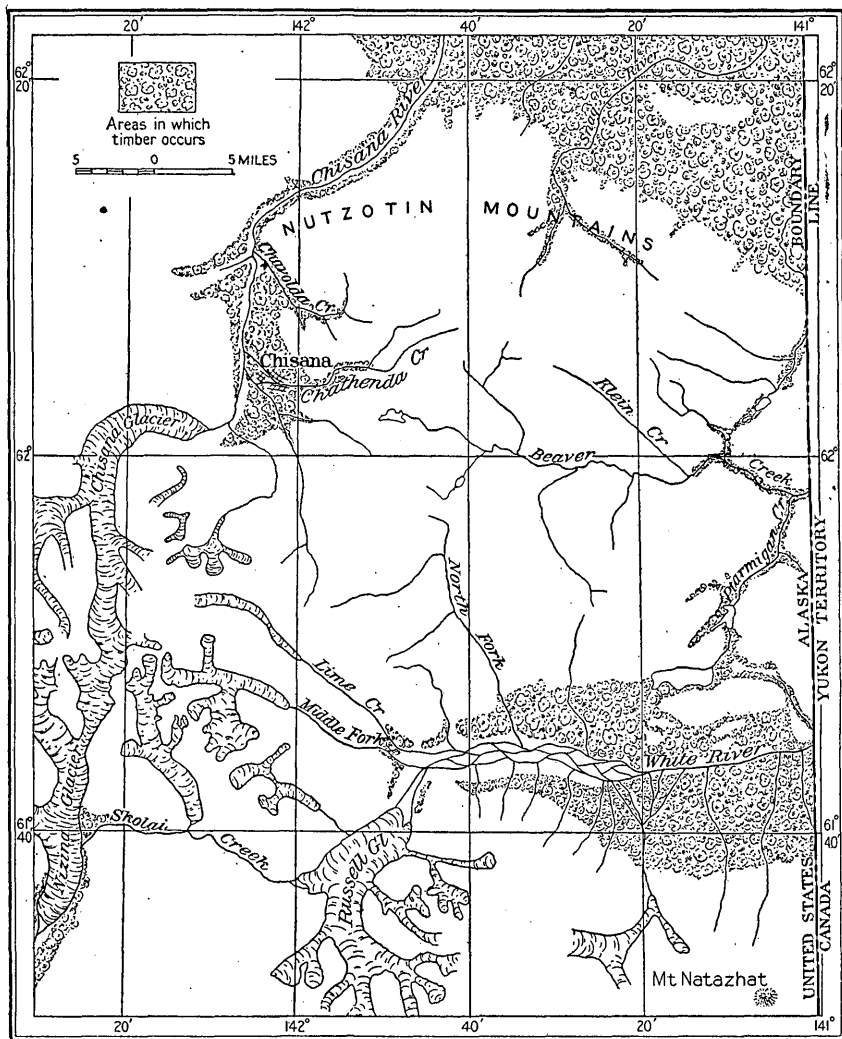 20'
142°
40'
20'
141°
62°
20'
62°
20'
Areas in which
timber occurs
5 0 5 MILES
Chisana River
Snag River
NUTZOTIN MOUNTAINS
BOUNDARY
LINE
Chavolda Cr
Chisana
Chathenda Cr
Klein Cr
Chisana Glacier
62°
Beaver Creek
62°
Ptarmigan Cr
North Fork
ALASKA
YUKON TERRITORY
Lime Cr
Middle Fork
White River
Nizina Glacier
Skolai Creek
61°
40'
61°
40'
Russell Gl
UNITED STATES
CANADA
Mt Natazhat
20'
142°
40'
20'
141°